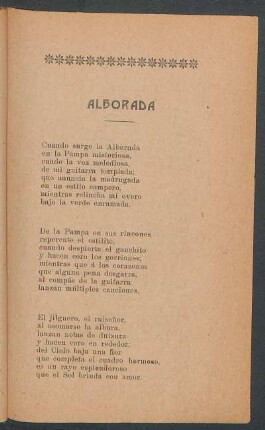 ALBORADA
Cuando surge la Alborada
en la Pampa misteriosa,
cunde la voz melodiosa,
de mi guitarra templada;
que anuncia la madrugada
en un estilo campero,
mientras relincha mi overo
bajo la verde enramada.
De la Pampa en sus rincones
repercute el estilito,
cuando despierta el gauchito
y hacen coro los gorriones;
mientras que á los corazones
que alguna pena desgarra,
al compás de la guitarra
lanzan múltiples canciones.
El jilguero, el ruiseñor,
al asomarse la albura,
lanzan notas de dulzura
y hacen coro en rededor,
del Cielo baja una flor
que completa el cuadro hermoso,
es un rayo esplendoroso
que el Sol brinda con amor.